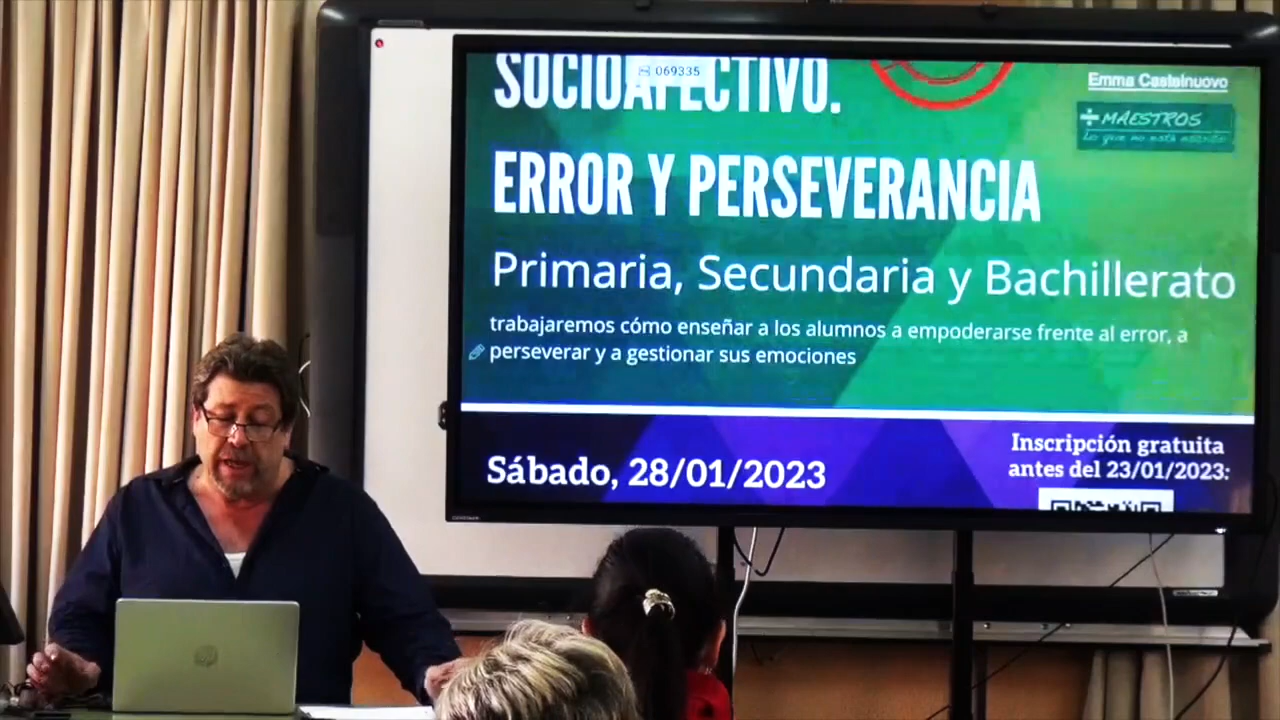 SOCIOAFECTIVO.
069335
Emma Castelnuovo
+MAESTROS
Lo que no está escrito
ERROR Y PERSEVERANCIA
Primaria, Secundaria y Bachillerato
trabajaremos cómo enseñar a los alumnos a empoderarse frente al error, a
perseverar y a gestionar sus emociones
Sábado, 28/01/2023
Inscripción gratuita
antes del 23/01/2023:
hp